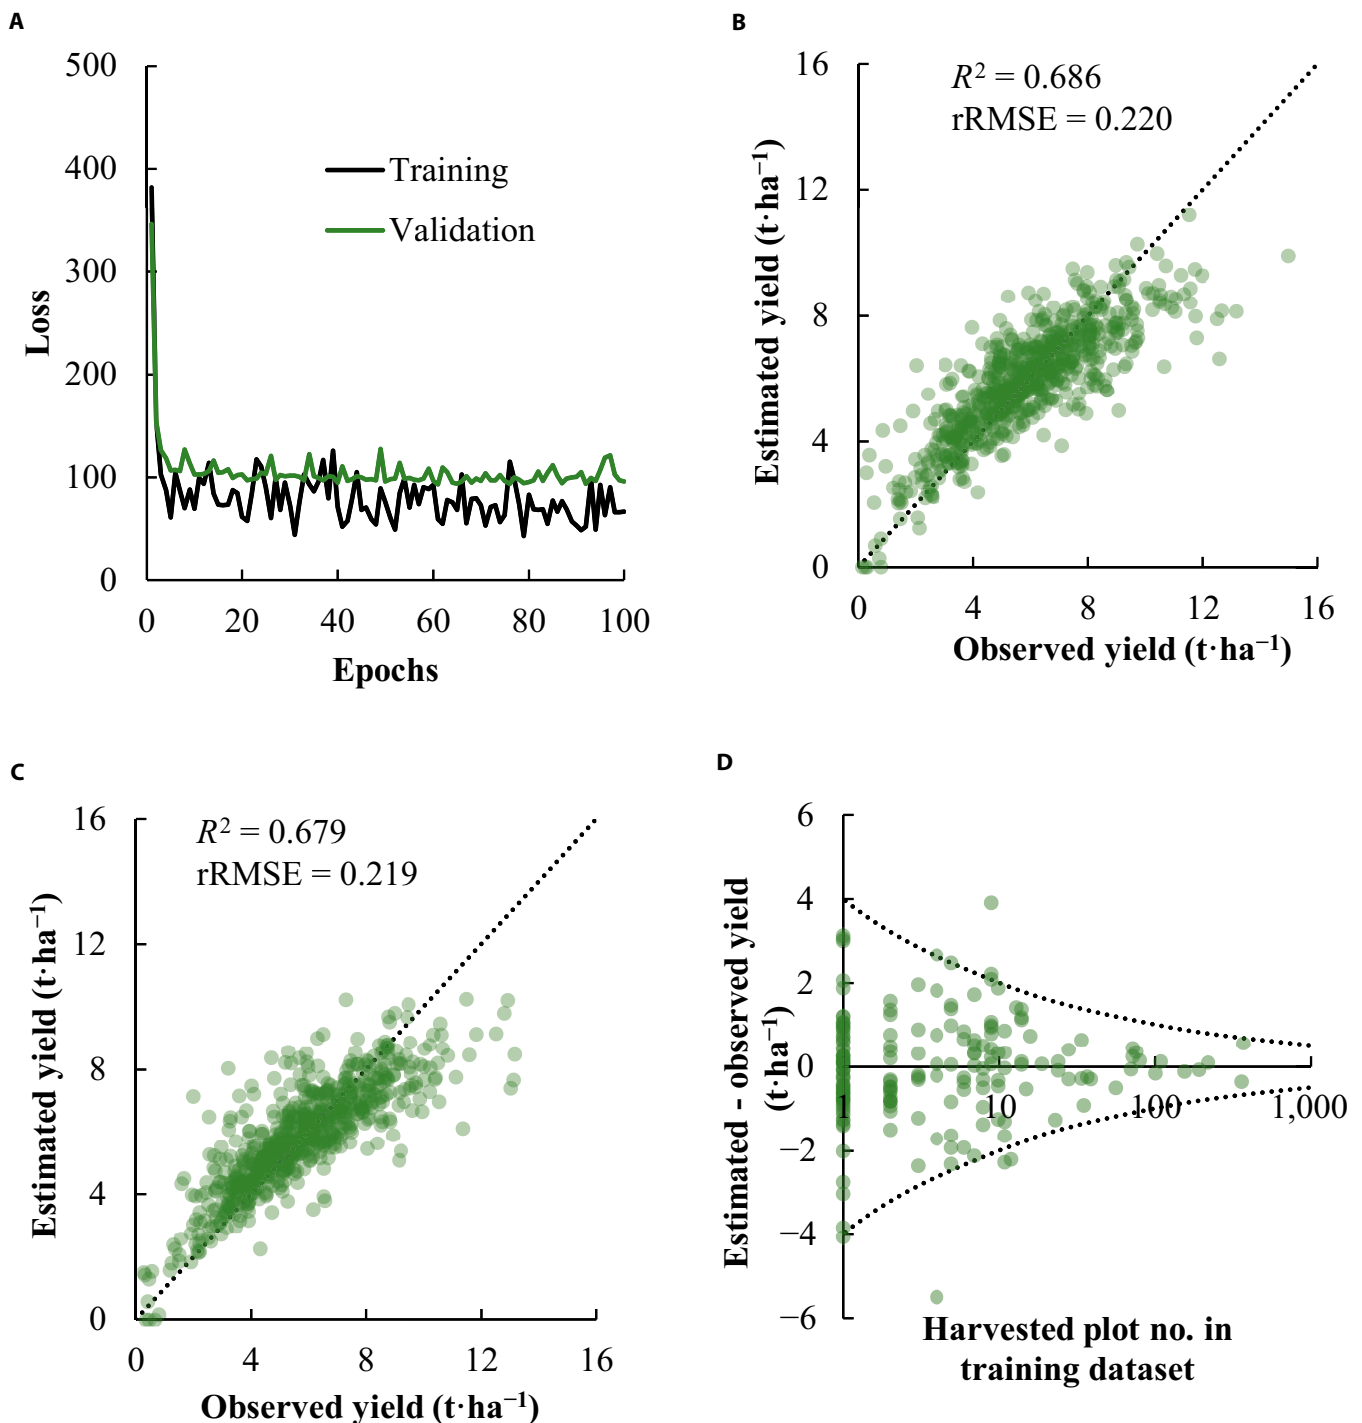 A
500
400
300
200
100
0
0 20 40 60 80 100
Loss
Epochs
Training
Validation
B
R² = 0.686
rRMSE = 0.220
16
12
8
4
0
0 4 8 12 16
Estimated yield (t·ha⁻¹)
Observed yield (t·ha⁻¹)
C
R² = 0.679
rRMSE = 0.219
16
12
8
4
0
0 4 8 12 16
Estimated yield (t·ha⁻¹)
Observed yield (t·ha⁻¹)
D
6
4
2
0
−2
−4
−6
1 10 100 1,000
Estimated - observed yield
(t·ha⁻¹)
Harvested plot no. in
training dataset